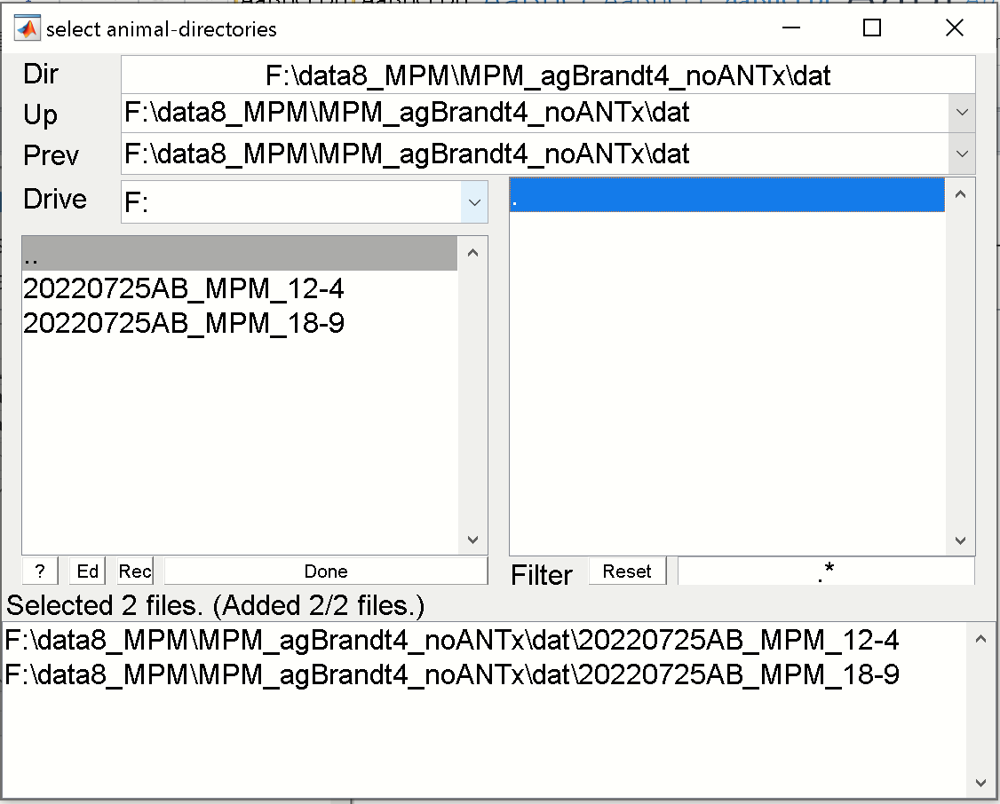 select animal-directories
Dir F:\data8_MPM\MPM_agBrandt4_noANTx\dat
Up F:\data8_MPM\MPM_agBrandt4_noANTx\dat
Prev F:\data8_MPM\MPM_agBrandt4_noANTx\dat
Drive F:
.
..
20220725AB_MPM_12-4
20220725AB_MPM_18-9
? Ed Rec Done Filter Reset .*
Selected 2 files. (Added 2/2 files.)
F:\data8_MPM\MPM_agBrandt4_noANTx\dat\20220725AB_MPM_12-4
F:\data8_MPM\MPM_agBrandt4_noANTx\dat\20220725AB_MPM_18-9